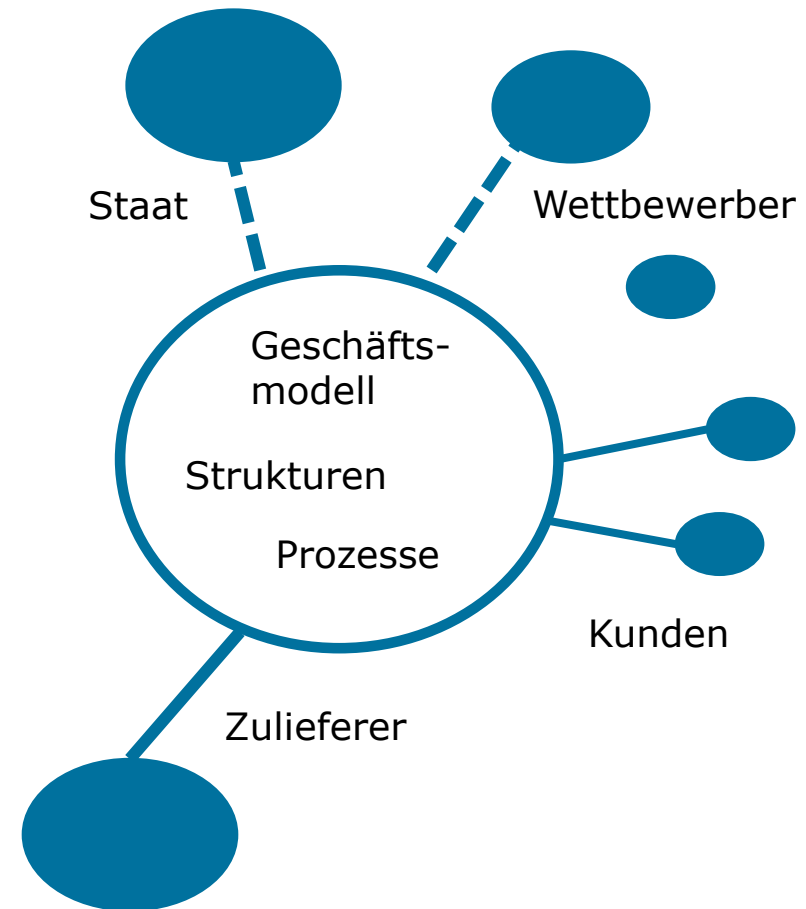 Staat
Wettbewerber
Geschäfts-
modell
Strukturen
Prozesse
Kunden
Zulieferer